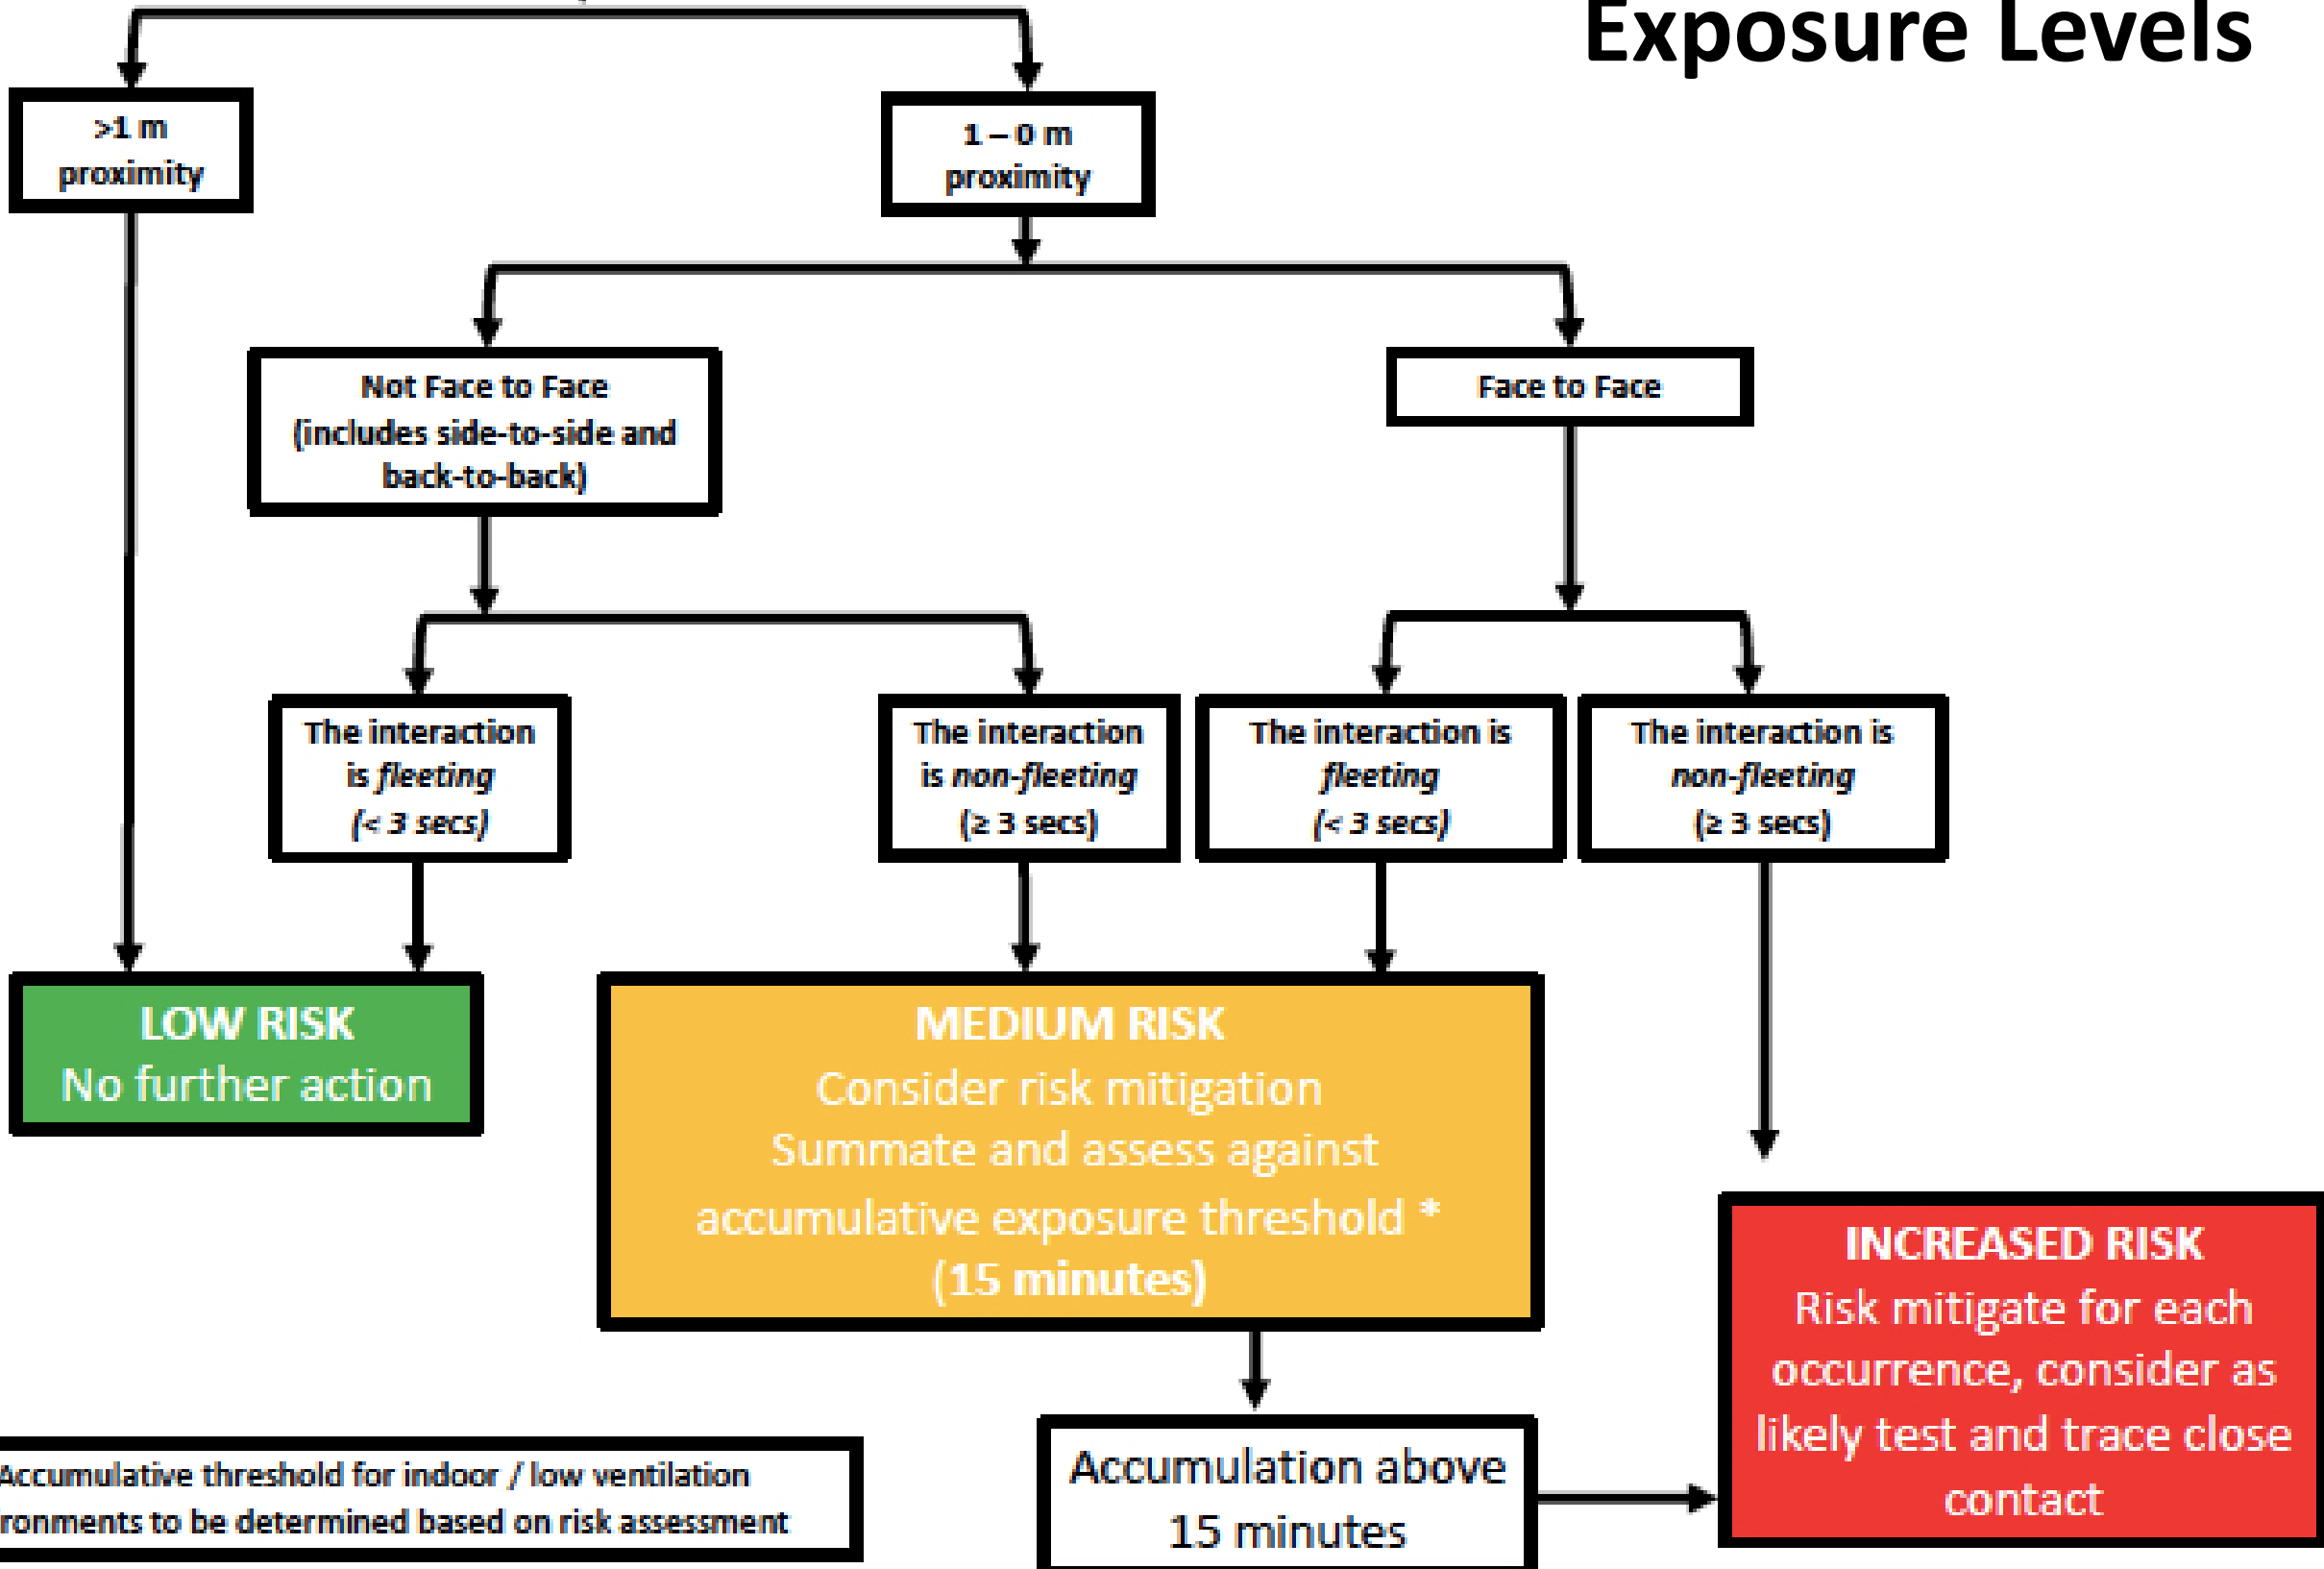 Exposure Levels
>1 m
proximity
1 – 0 m
proximity
Not Face to Face
(includes side-to-side and
back-to-back)
Face to Face
The interaction
is fleeting
(< 3 secs)
The interaction
is non-fleeting
(≥ 3 secs)
The interaction is
fleeting
(< 3 secs)
The interaction is
non-fleeting
(≥ 3 secs)
LOW RISK
No further action
MEDIUM RISK
Consider risk mitigation
Summate and assess against
accumulative exposure threshold *
(15 minutes)
INCREASED RISK
Risk mitigate for each
occurrence, consider as
likely test and trace close
contact
Accumulation above
15 minutes
Accumulative threshold for indoor / low ventilation
ronments to be determined based on risk assessment